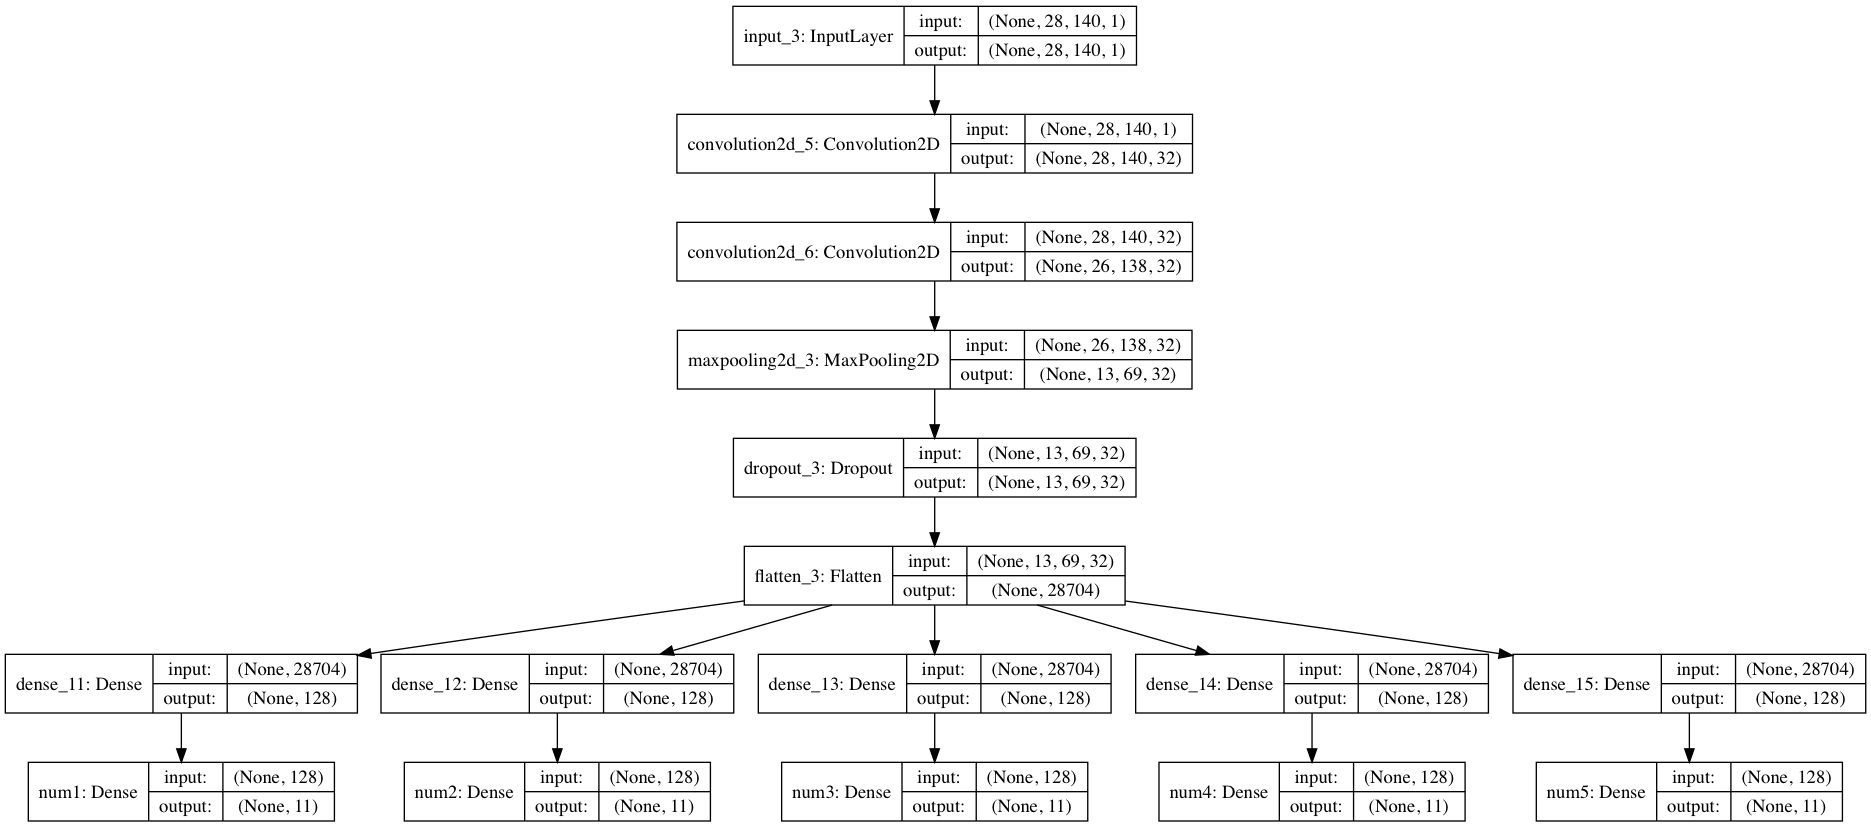 input_3: InputLayer
input: (None, 28, 140, 1)
output: (None, 28, 140, 1)
convolution2d_5: Convolution2D
input: (None, 28, 140, 1)
output: (None, 28, 140, 32)
convolution2d_6: Convolution2D
input: (None, 28, 140, 32)
output: (None, 26, 138, 32)
maxpooling2d_3: MaxPooling2D
input: (None, 26, 138, 32)
output: (None, 13, 69, 32)
dropout_3: Dropout
input: (None, 13, 69, 32)
output: (None, 13, 69, 32)
flatten_3: Flatten
input: (None, 13, 69, 32)
output: (None, 28704)
dense_11: Dense
input: (None, 28704)
output: (None, 128)
dense_12: Dense
input: (None, 28704)
output: (None, 128)
dense_13: Dense
input: (None, 28704)
output: (None, 128)
dense_14: Dense
input: (None, 28704)
output: (None, 128)
dense_15: Dense
input: (None, 28704)
output: (None, 128)
num1: Dense
input: (None, 128)
output: (None, 11)
num2: Dense
input: (None, 128)
output: (None, 11)
num3: Dense
input: (None, 128)
output: (None, 11)
num4: Dense
input: (None, 128)
output: (None, 11)
num5: Dense
input: (None, 128)
output: (None, 11)